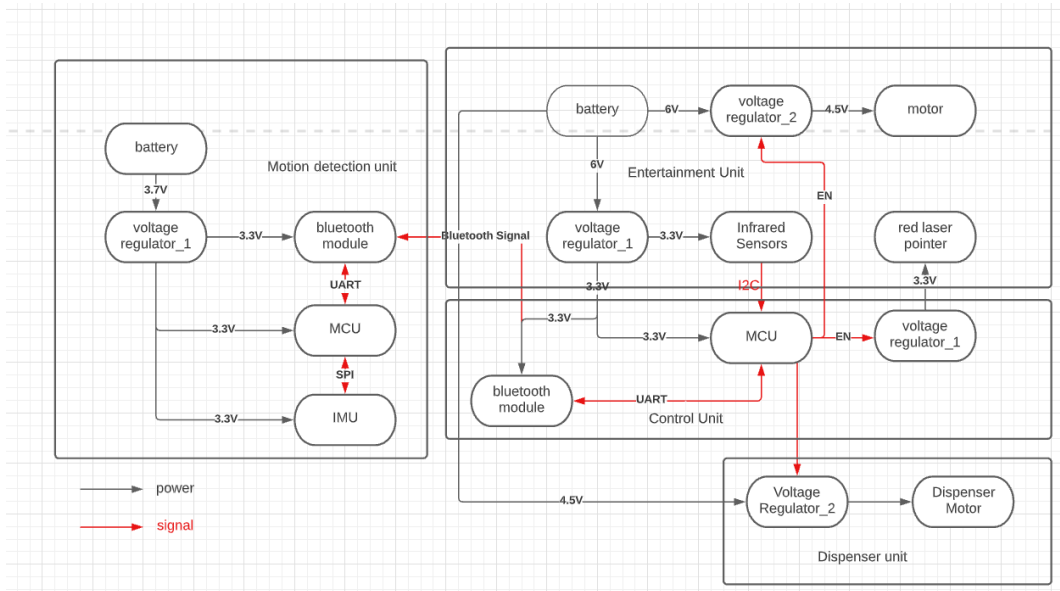 battery
3.7V
Motion detection unit
voltage
regulator_1
3.3V
bluetooth
module
UART
3.3V
MCU
SPI
3.3V
IMU
power
signal
Bluetooth Signal
battery
6V
voltage
regulator_2
4.5V
motor
6V
Entertainment Unit
EN
voltage
regulator_1
3.3V
Infrared
Sensors
red laser
pointer
3.3V
I2C
3.3V
3.3V
3.3V
MCU
EN
voltage
regulator_1
bluetooth
module
UART
Control Unit
4.5V
Voltage
Regulator_2
Dispenser
Motor
Dispenser unit